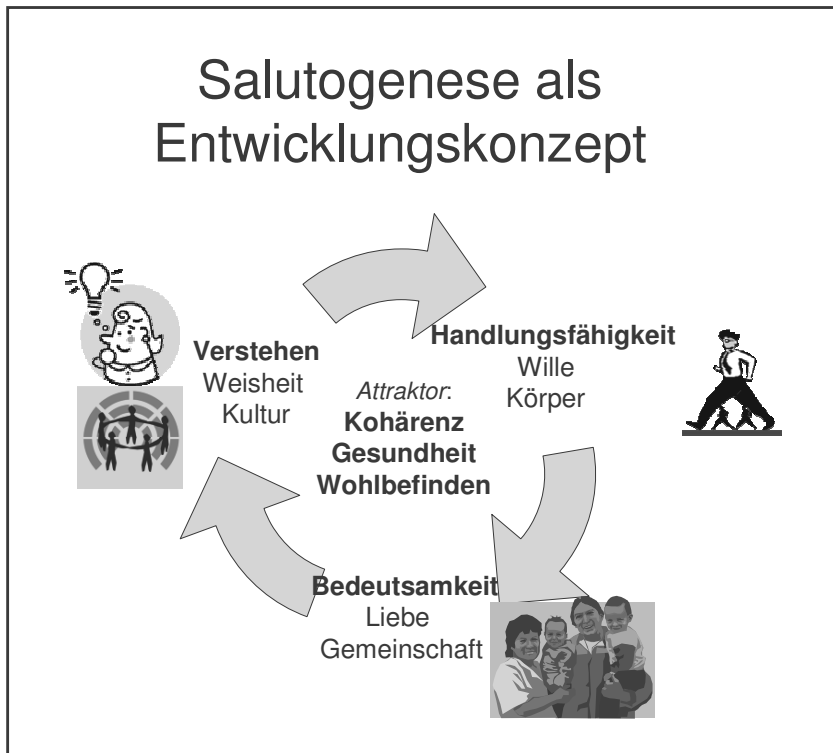 Salutogenese als
Entwicklungskonzept
Verstehen
Weisheit
Kultur
Handlungsfähigkeit
Wille
Körper
Attraktor:
Kohärenz
Gesundheit
Wohlbefinden
Bedeutsamkeit
Liebe
Gemeinschaft